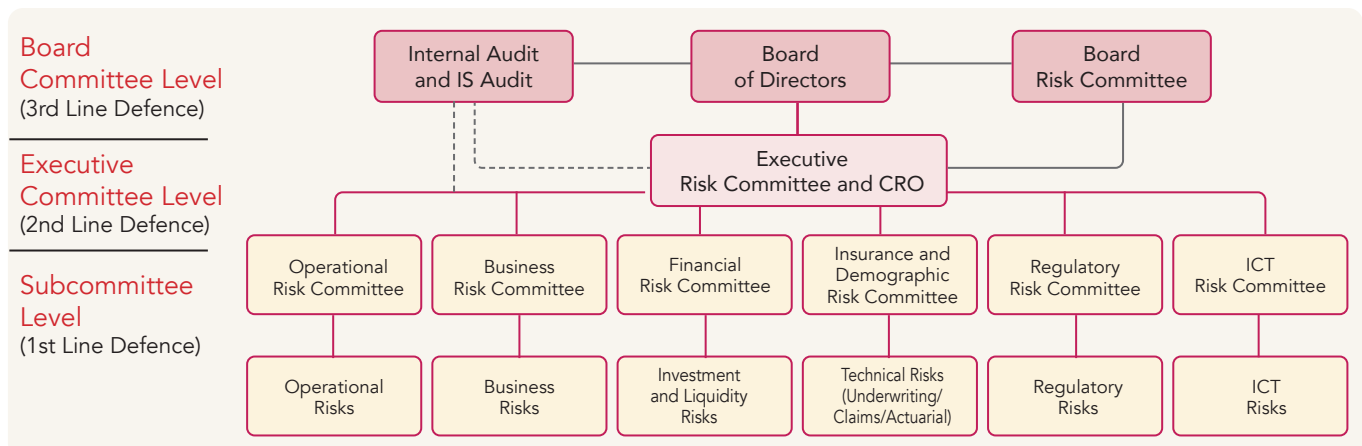 Board
Committee Level
(3rd Line Defence)
Internal Audit
and IS Audit
Board
of Directors
Board
Risk Committee
Executive
Committee Level
(2nd Line Defence)
Executive
Risk Committee and CRO
Subcommittee
Level
(1st Line Defence)
Operational
Risk Committee
Business
Risk Committee
Financial
Risk Committee
Insurance and
Demographic
Risk Committee
Regulatory
Risk Committee
ICT
Risk Committee
Operational
Risks
Business
Risks
Investment
and Liquidity
Risks
Technical Risks
(Underwriting/
Claims/Actuarial)
Regulatory
Risks
ICT
Risks